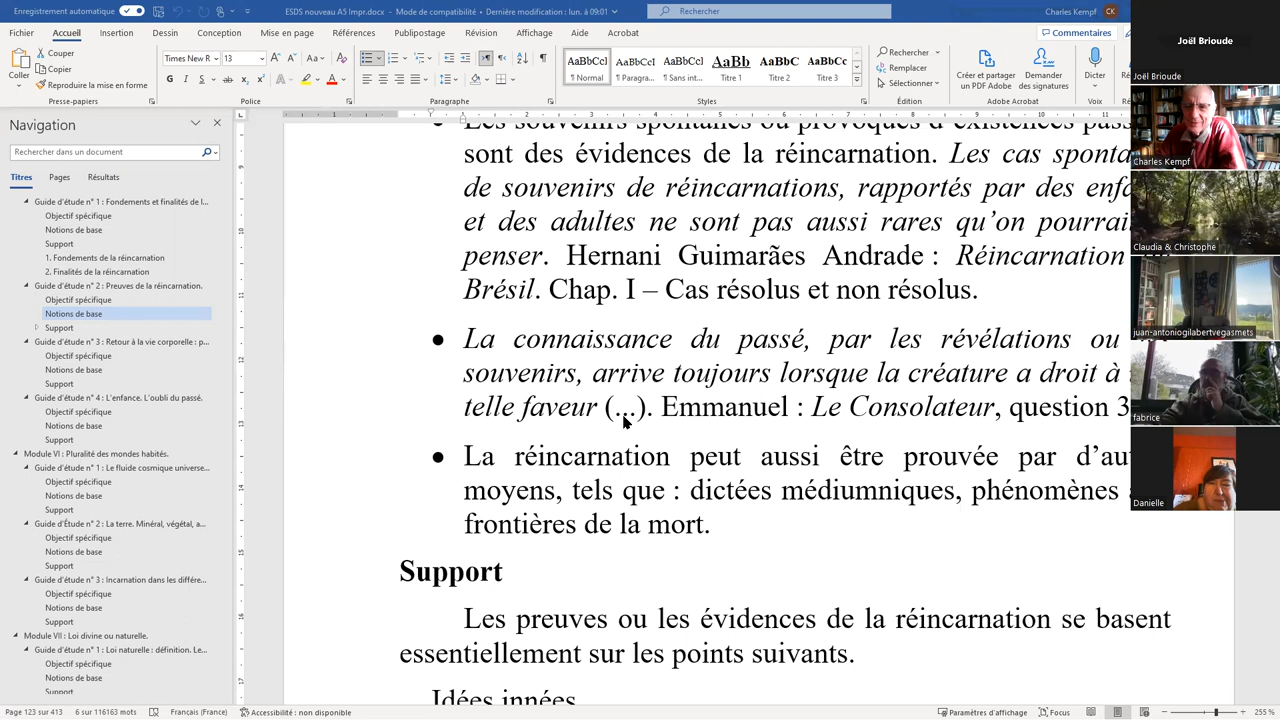 Enregistrement automatique
ESDS nouveau A5 Impr.docx - Mode de compatibilité • Dernière modification : lun. à 09:01
Rechercher
Charles Kempf
CK
Fichier Accueil Insertion Dessin Conception Mise en page Références Publipostage Révision Affichage Aide Acrobat
Commentaires
Coller
Couper
Copier
Reproduire la mise en forme
Presse-papiers
Times New R
13
G I S ab
Police
Paragraphe
AaBbCcI
¶ Normal
AaBbCcL
¶ Paragra...
AaBbCcI
¶ Sans int...
AaBb
Titre 1
AaBbC
Titre 2
AaBbCc
Titre 3
Styles
Rechercher
Remplacer
Sélectionner
Édition
Créer et partager
un PDF Adobe
Demander
des signatures
Adobe Acrobat
Dicter
Voix
Navigation
Rechercher dans un document
Titres Pages Résultats
Guide d'étude n° 1 : Fondements et finalités de l...
Objectif spécifique
Notions de base
Support
1. Fondements de la réincarnation
2. Finalités de la réincarnation
Guide d'étude n° 2 : Preuves de la réincarnation.
Objectif spécifique
Notions de base
Support
Guide d'étude n° 3 : Retour à la vie corporelle : p...
Objectif spécifique
Notions de base
Support
Guide d'étude n° 4 : L'enfance. L'oubli du passé.
Objectif spécifique
Notions de base
Support
Module VI : Pluralité des mondes habités.
Guide d'étude n° 1 : Le fluide cosmique universe...
Objectif spécifique
Notions de base
Support
Guide d'Étude n° 2 : La terre. Minéral, végétal, a...
Objectif spécifique
Notions de base
Support
Guide d'étude n° 3 : Incarnation dans les différe...
Objectif spécifique
Notions de base
Support
Module VII : Loi divine ou naturelle.
Guide d'étude n° 1 : Loi naturelle : définition. Le...
Objectif spécifique
Notions de base
Support
• Les souvenirs spontanés ou provoqués d'existences pass
sont des évidences de la réincarnation. Les cas sponta
de souvenirs de réincarnations, rapportés par des enfa
et des adultes ne sont pas aussi rares qu'on pourrai
penser. Hernani Guimarães Andrade : Réincarnation
Brésil. Chap. I – Cas résolus et non résolus.
• La connaissance du passé, par les révélations ou
souvenirs, arrive toujours lorsque la créature a droit à
telle faveur (...). Emmanuel : Le Consolateur, question 3
• La réincarnation peut aussi être prouvée par d'au
moyens, tels que : dictées médiumniques, phénomènes
frontières de la mort.
Support
Les preuves ou les évidences de la réincarnation se basent
essentiellement sur les points suivants.
Idées innées
Joël Brioude
Joël Brioude
Charles Kempf
Claudia & Christophe
juan-antoniogilabertvegasmets
fabrice
Danielle
Page 123 sur 413 6 sur 116163 mots Français (France) Accessibilité : non disponible
Paramètres d'affichage Focus 255 %